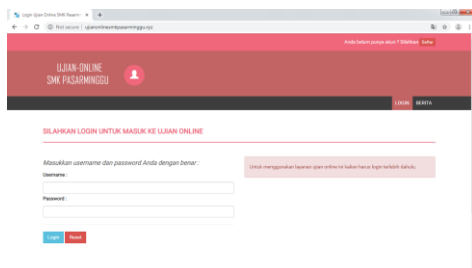 Login Ujian Online SMK Pasarmi
Not secure | ujianonlinesmkpasarminggu.xyz
Anda belum punya akun ? Silahkan Daftar
UJIAN-ONLINE
SMK PASARMINGGU
LOGIN BERITA
SILAHKAN LOGIN UNTUK MASUK KE UJIAN ONLINE
Masukkan username dan password Anda dengan benar :
Username :
Password :
Login Reset
Untuk menggunakan layanan ujian online ini kalian harus login terlebih dahulu.